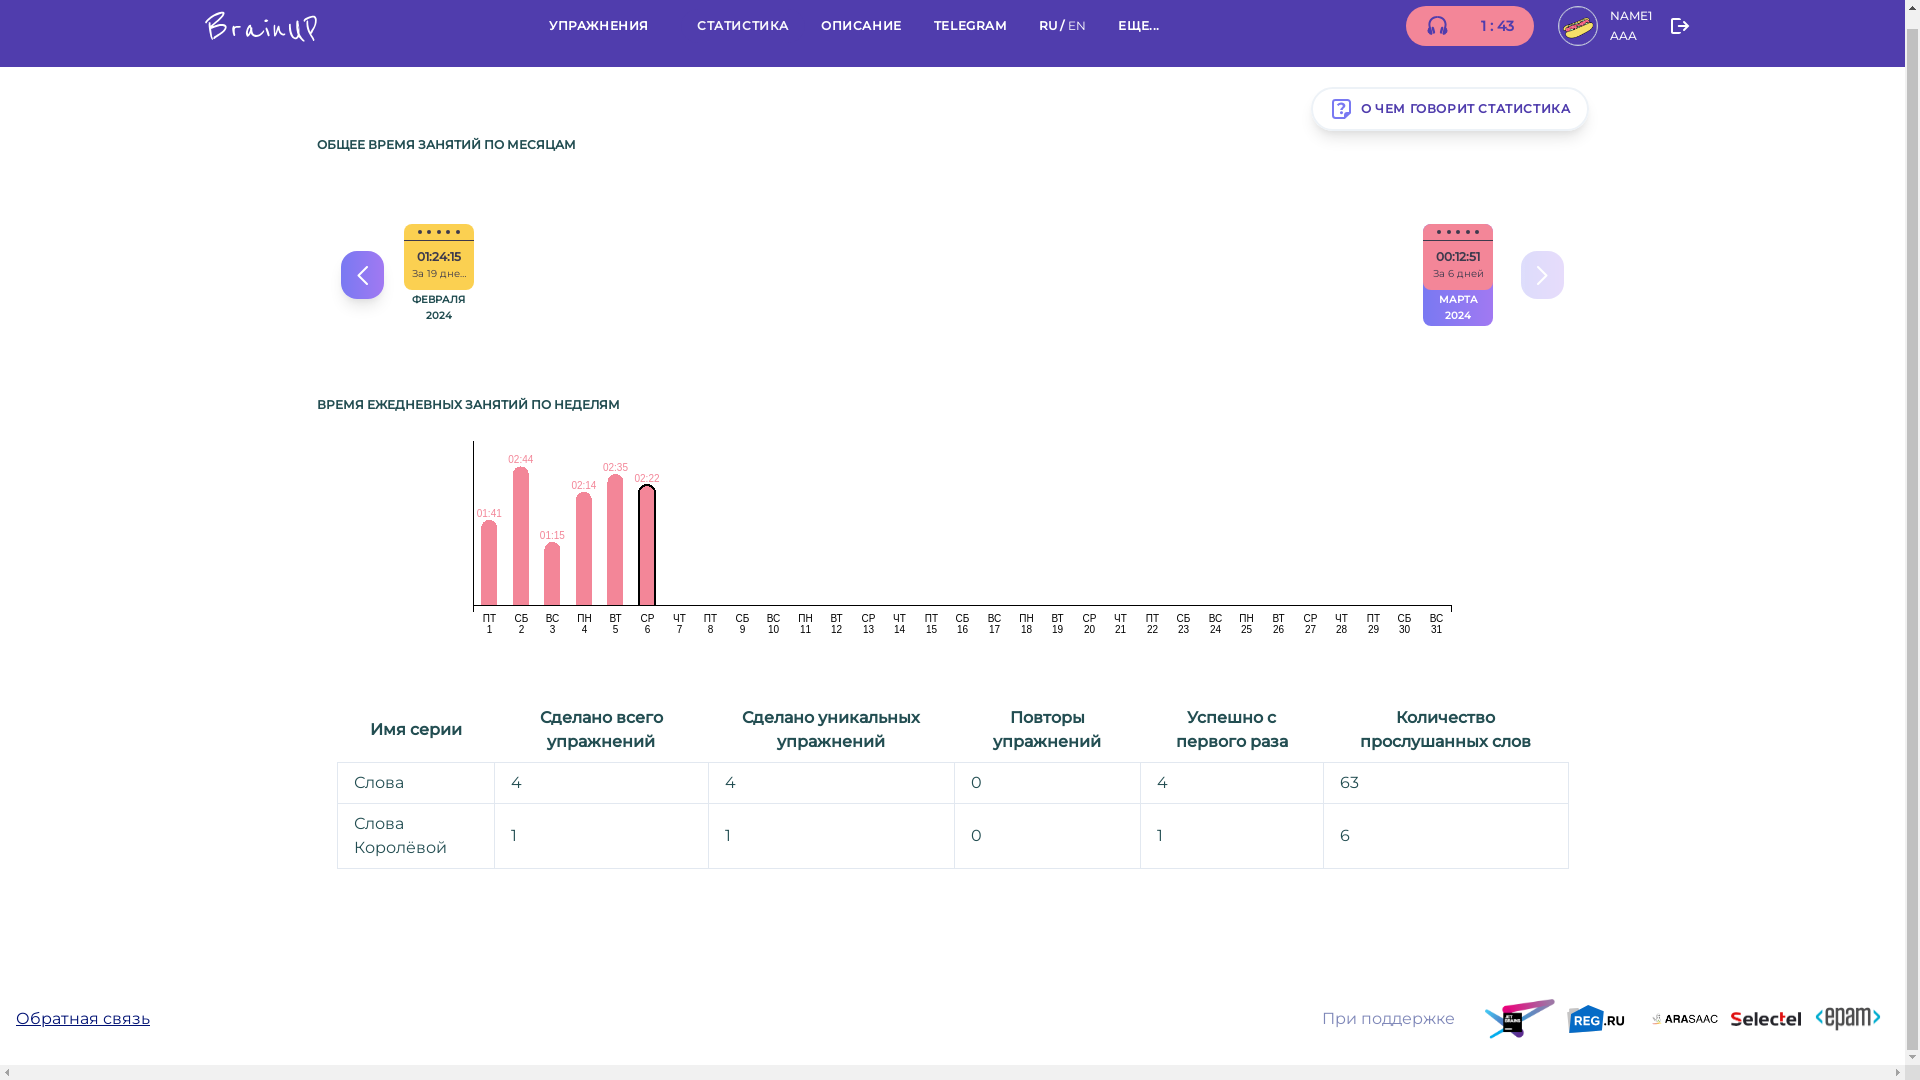 BrainUP
УПРАЖНЕНИЯ СТАТИСТИКА ОПИСАНИЕ TELEGRAM RU / EN ЕЩЕ...
1 : 43
NAME1
AAA
О ЧЕМ ГОВОРИТ СТАТИСТИКА
ОБЩЕЕ ВРЕМЯ ЗАНЯТИЙ ПО МЕСЯЦАМ
01:24:15
За 19 дне...
ФЕВРАЛЯ
2024
00:12:51
За 6 дней
МАРТА
2024
ВРЕМЯ ЕЖЕДНЕВНЫХ ЗАНЯТИЙ ПО НЕДЕЛЯМ
01:41 02:44 01:15 02:14 02:35 02:22
ПТ СБ ВС ПН ВТ СР ЧТ ПТ СБ ВС ПН ВТ СР ЧТ ПТ СБ ВС ПН ВТ СР ЧТ ПТ СБ ВС ПН ВТ СР ЧТ ПТ СБ ВС
1 2 3 4 5 6 7 8 9 10 11 12 13 14 15 16 17 18 19 20 21 22 23 24 25 26 27 28 29 30 31
Имя серии
Сделано всего
упражнений
Сделано уникальных
упражнений
Повторы
упражнений
Успешно с
первого раза
Количество
прослушанных слов
Слова 4 4 0 4 63
Слова
Королёвой
1 1 0 1 6
Обратная связь
При поддержке
JET
BRAINS
REG.RU
ARASAAC
Selectel
<epam>